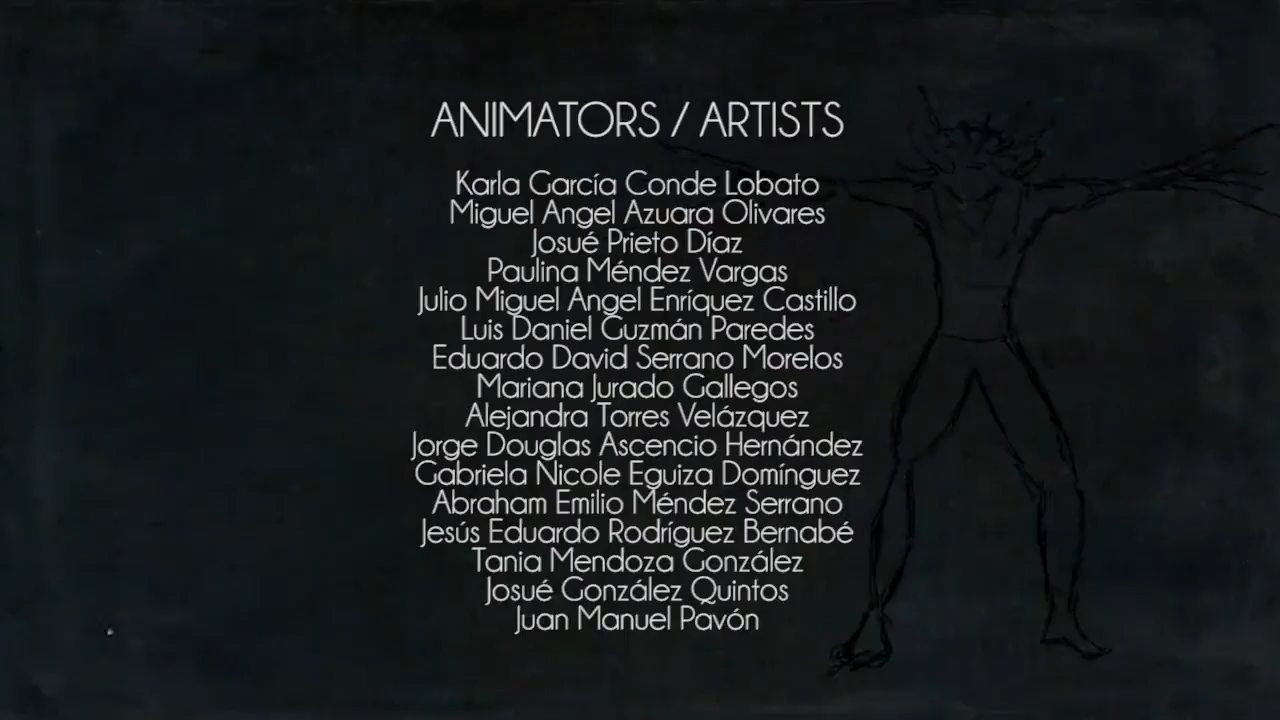 ANIMATORS / ARTISTS
Karla García Conde Lobato
Miguel Angel Azuara Olivares
Josué Prieto Díaz
Paulina Méndez Vargas
Julio Miguel Angel Enríquez Castillo
Luis Daniel Guzmán Paredes
Eduardo David Serrano Morelos
Mariana Jurado Gallegos
Alejandra Torres Velázquez
Jorge Douglas Ascencio Hernández
Gabriela Nicole Eguiza Domínguez
Abraham Emilio Méndez Serrano
Jesús Eduardo Rodríguez Bernabé
Tania Mendoza González
Josué González Quintos
Juan Manuel Pavón